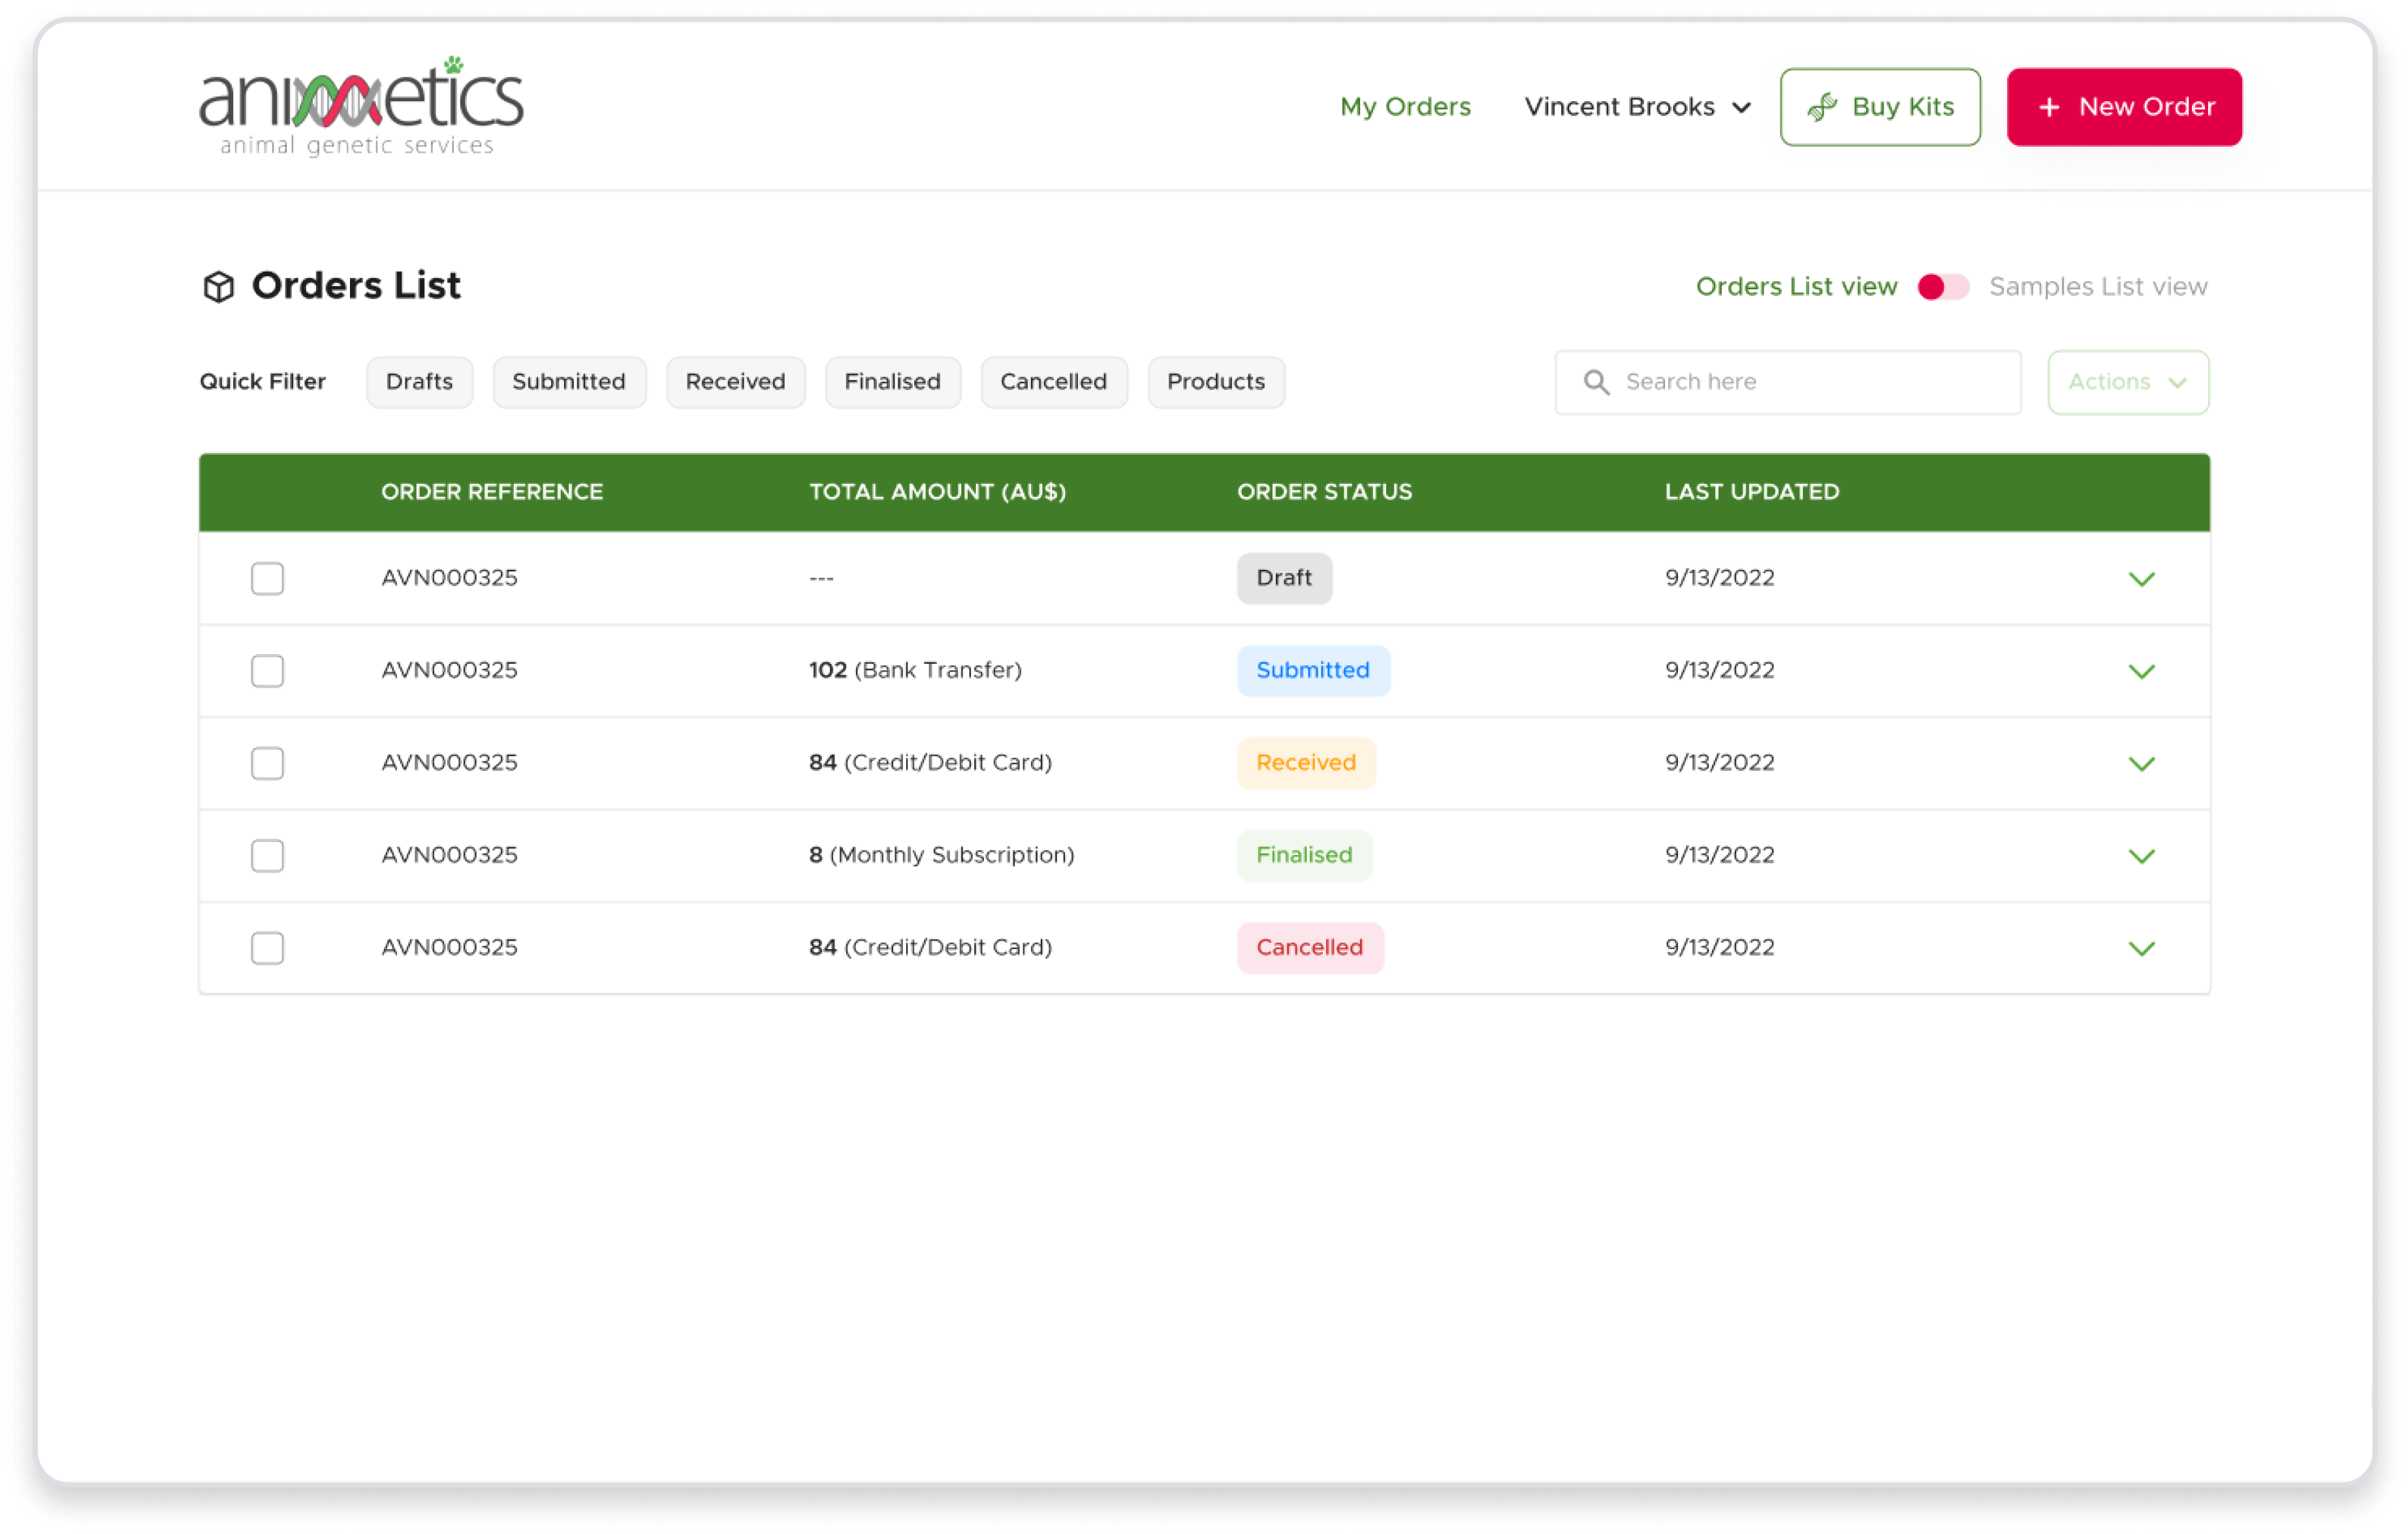 animetics
animal genetic services
My Orders Vincent Brooks Buy Kits + New Order
Orders List
Orders List view Samples List view
Quick Filter Drafts Submitted Received Finalised Cancelled Products Search here Actions
ORDER REFERENCE TOTAL AMOUNT (AU$) ORDER STATUS LAST UPDATED
AVN000325 --- Draft 9/13/2022
AVN000325 102 (Bank Transfer) Submitted 9/13/2022
AVN000325 84 (Credit/Debit Card) Received 9/13/2022
AVN000325 8 (Monthly Subscription) Finalised 9/13/2022
AVN000325 84 (Credit/Debit Card) Cancelled 9/13/2022